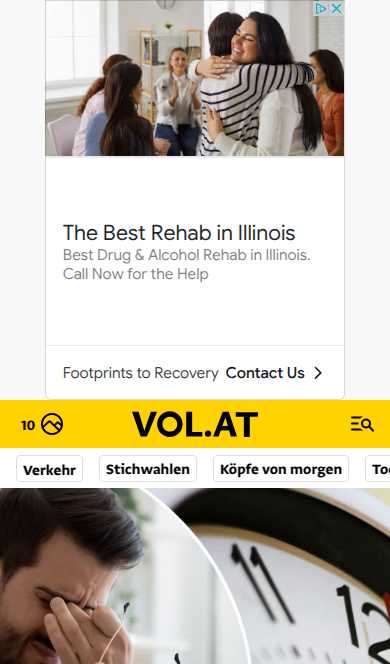 The Best Rehab in Illinois
Best Drug & Alcohol Rehab in Illinois.
Call Now for the Help
Footprints to Recovery Contact Us
10 VOL.AT
Verkehr Stichwahlen Köpfe von morgen
11
12
1